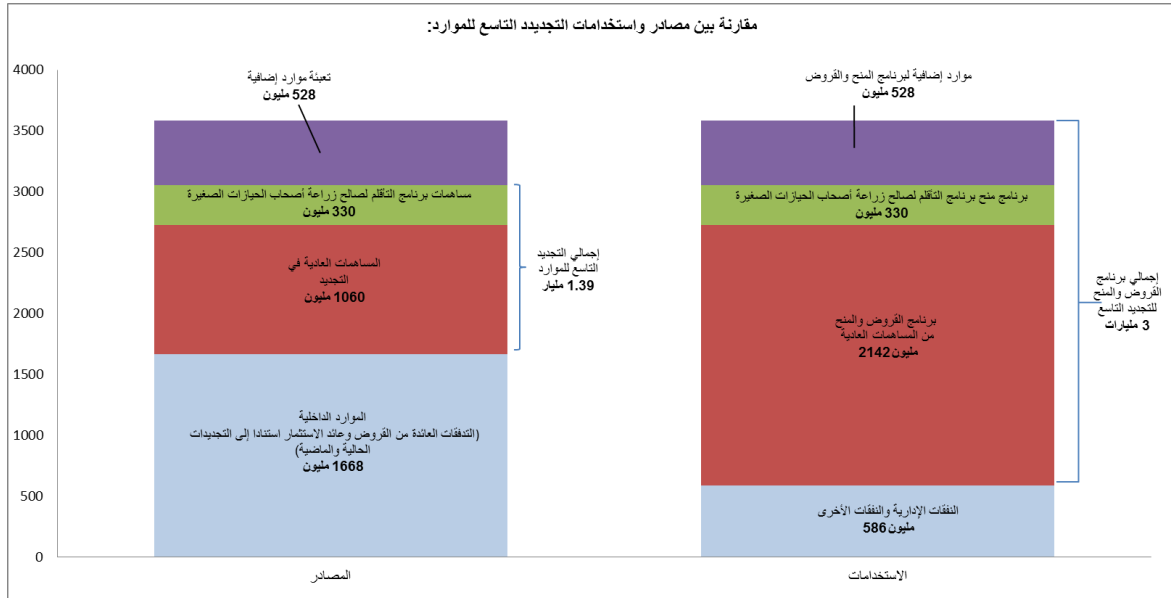 مقارنة بين مصادر واستخدامات التجديدد التاسع للموارد:
4000
3500
3000
2500
2000
1500
1000
500
0
تعبئة موارد إضافية
528 مليون
مساهمات برنامج التأقلم لصالح زراعة أصحاب الحيازات الصغيرة
330 مليون
المساهمات العادية في
التجديد
1060 مليون
الموارد الداخلية
(التدفقات العائدة من القروض وعائد الاستثمار استنادا إلى التجديدات
الحالية والماضية)
1668 مليون
إجمالي التجديد
التاسع للموارد
1.39 مليار
المصادر
موارد إضافية لبرنامج المنح والقروض
528 مليون
برنامج منح برنامج التأقلم لصالح زراعة أصحاب الحيازات الصغيرة
330 مليون
برنامج القروض والمنح
من المساهمات العادية
2142مليون
النفقات الإدارية والنفقات الأخرى
586مليون
إجمالي برنامج
القروض والمنح
للتجديد التاسع
3 مليارات
الاستخدامات